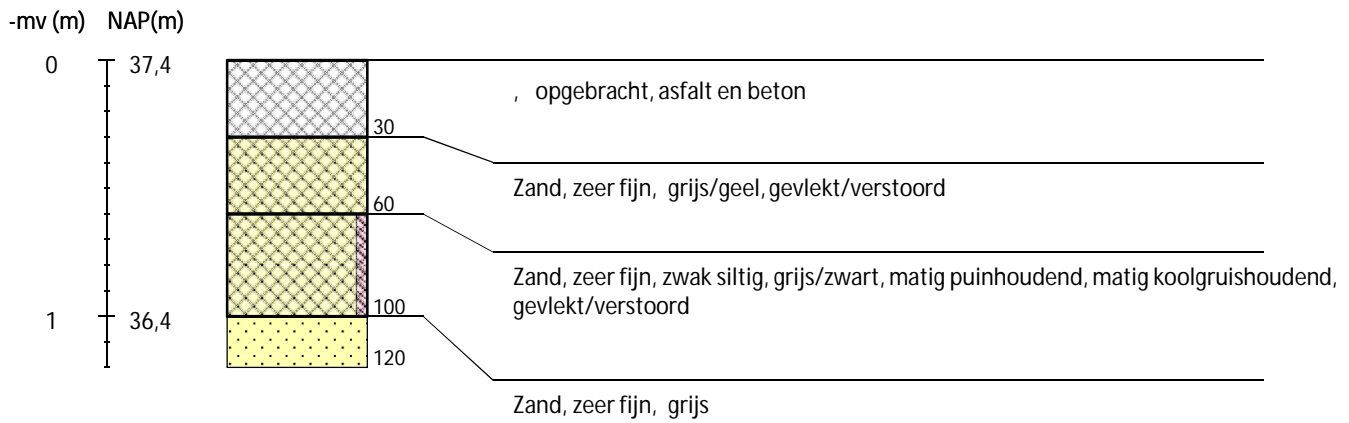 -mv (m) NAP(m)
0 37,4
, opgebracht, asfalt en beton
30
Zand, zeer fijn, grijs/geel, gevlekt/verstoord
60
Zand, zeer fijn, zwak siltig, grijs/zwart, matig puinhoudend, matig koolgruishoudend,
gevlekt/verstoord
100
1 36,4
120
Zand, zeer fijn, grijs